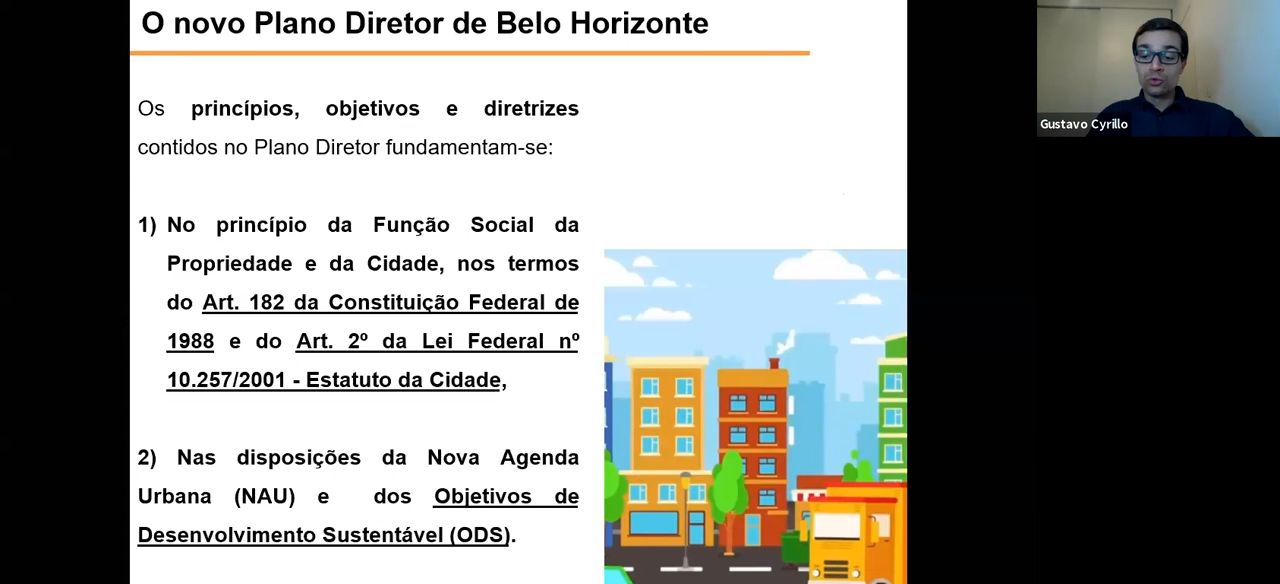 O novo Plano Diretor de Belo Horizonte
Os princípios, objetivos e diretrizes
contidos no Plano Diretor fundamentam-se:
1) No princípio da Função Social da
Propriedade e da Cidade, nos termos
do Art. 182 da Constituição Federal de
1988 e do Art. 2º da Lei Federal nº
10.257/2001 - Estatuto da Cidade,
2) Nas disposições da Nova Agenda
Urbana (NAU) e dos Objetivos de
Desenvolvimento Sustentável (ODS).
Gustavo Cyrillo